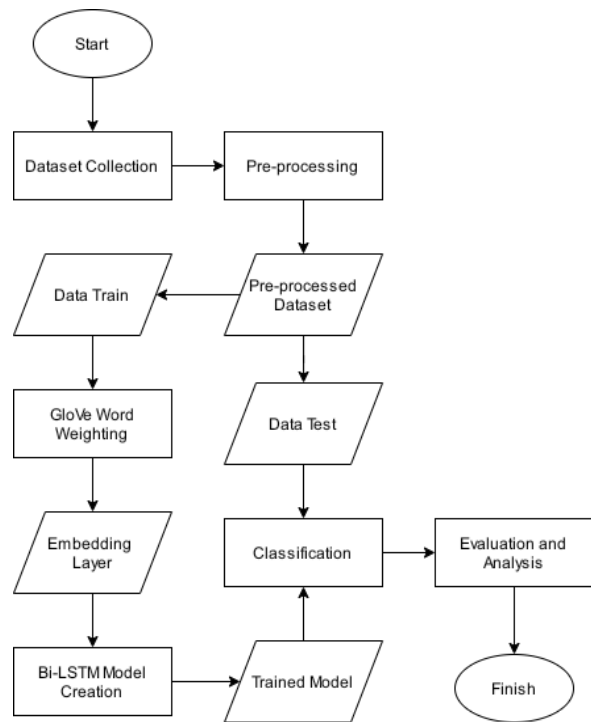 Start
Dataset Collection
Pre-processing
Data Train
Pre-processed
Dataset
GloVe Word
Weighting
Data Test
Embedding
Layer
Classification
Evaluation and
Analysis
Bi-LSTM Model
Creation
Trained Model
Finish